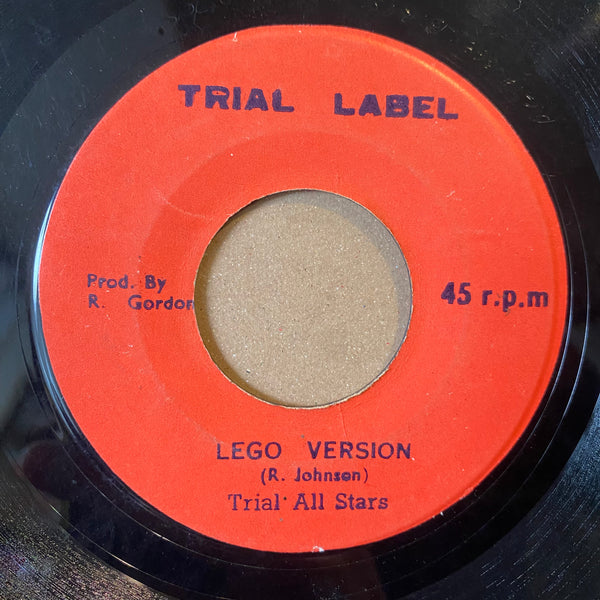 TRIAL LABEL
Prod. By
R. Gordon
45 r.p.m
LEGO VERSION
(R. Johnson)
Trial All Stars